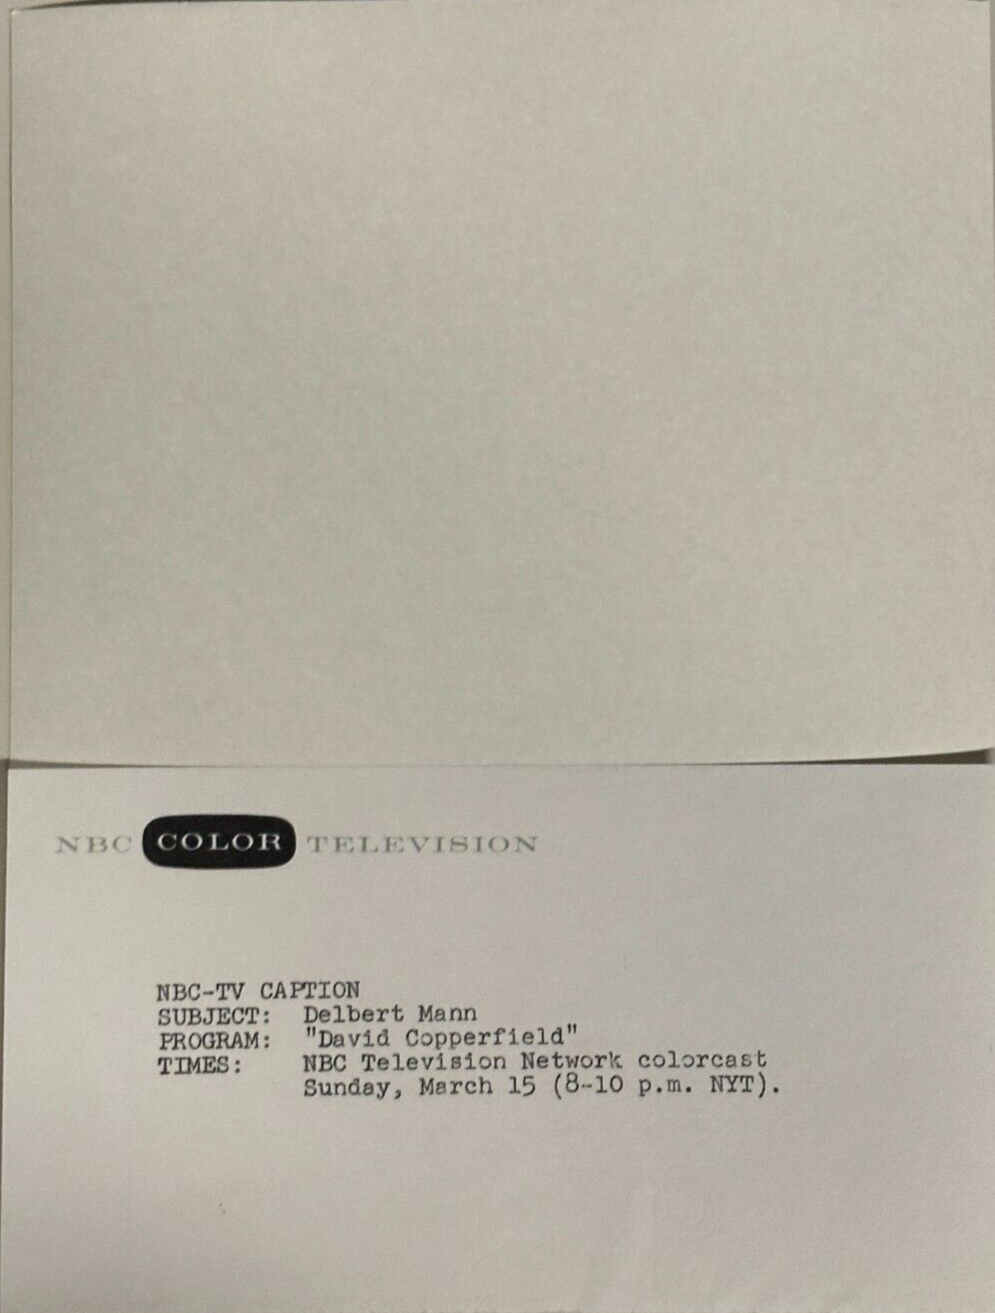 NBC COLOR TELEVISION
NBC-TV CAPTION
SUBJECT: Delbert Mann
PROGRAM: "David Copperfield"
TIMES: NBC Television Network colorcast
Sunday, March 15 (8-10 p.m. NYT).